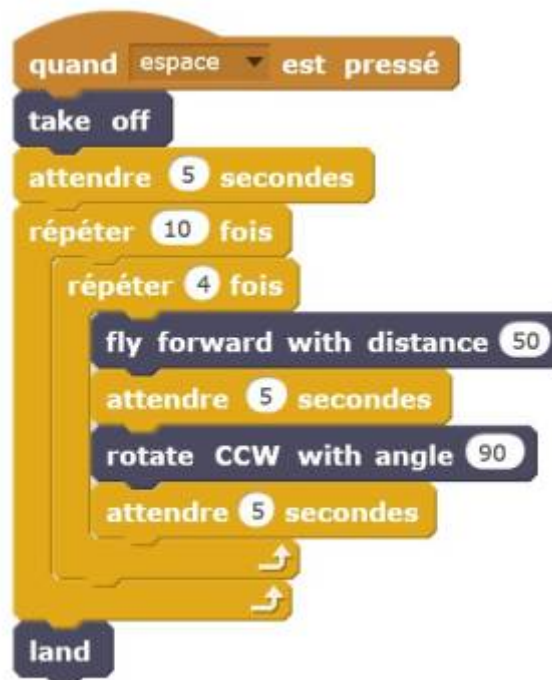 quand espace est pressé
take off
attendre 5 secondes
répéter 10 fois
répéter 4 fois
fly forward with distance 50
attendre 5 secondes
rotate CCW with angle 90
attendre 5 secondes
land